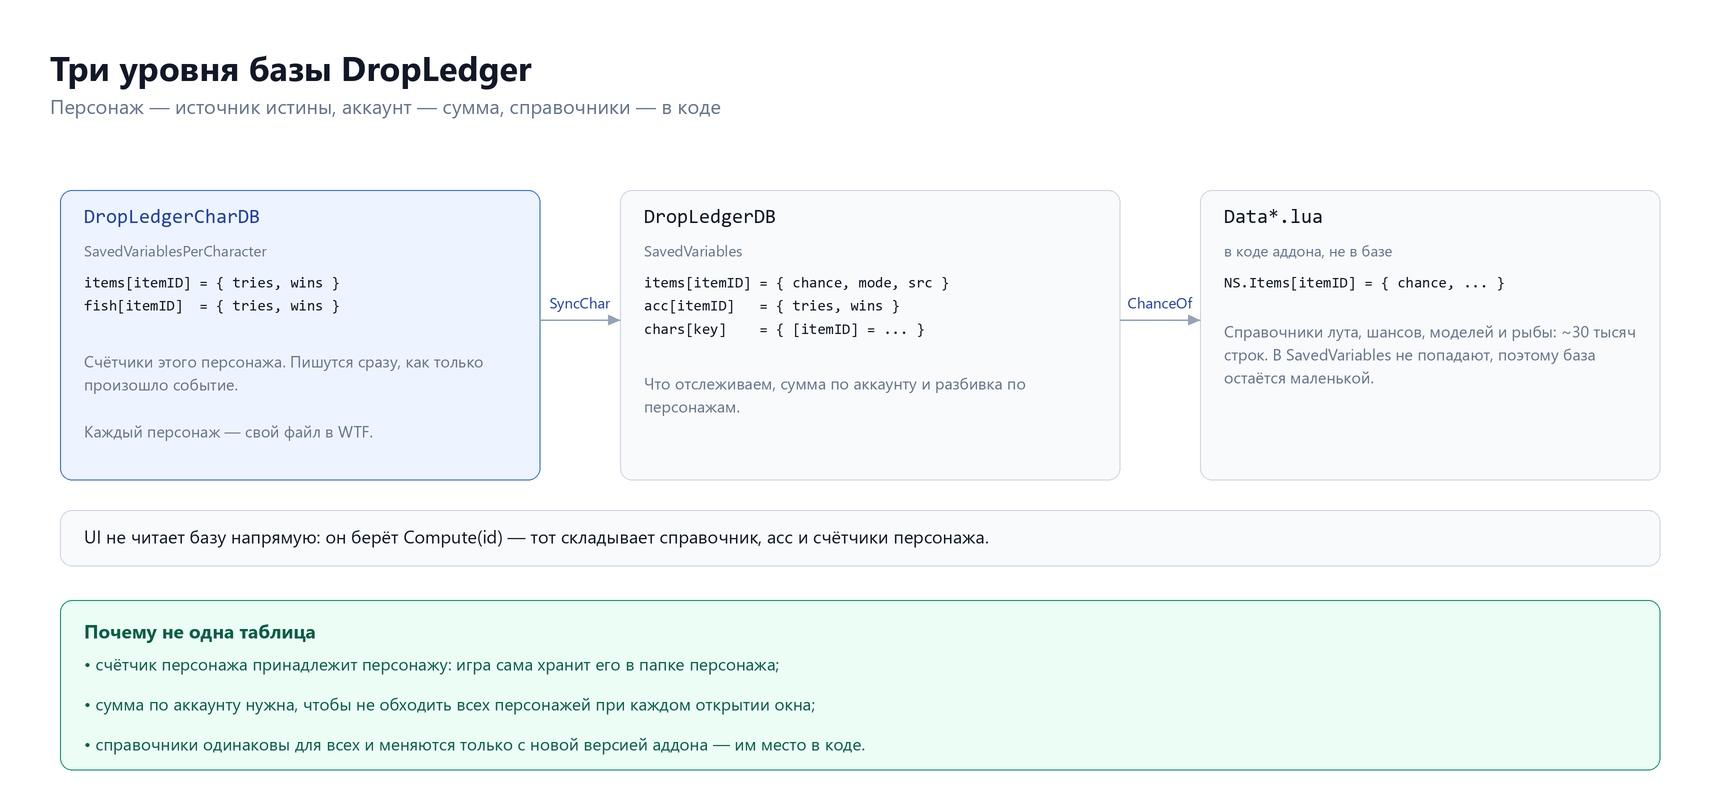 Три уровня базы DropLedger
Персонаж — источник истины, аккаунт — сумма, справочники — в коде
DropLedgerCharDB
SavedVariablesPerCharacter
items[itemID] = { tries, wins }
fish[itemID]  = { tries, wins }
Счётчики этого персонажа. Пишутся сразу, как только
произошло событие.
Каждый персонаж — свой файл в WTF.
SyncChar
DropLedgerDB
SavedVariables
items[itemID] = { chance, mode, src }
acc[itemID]   = { tries, wins }
chars[key]    = { [itemID] = ... }
Что отслеживаем, сумма по аккаунту и разбивка по
персонажам.
ChanceOf
Data*.lua
в коде аддона, не в базе
NS.Items[itemID] = { chance, ... }
Справочники лута, шансов, моделей и рыбы: ~30 тысяч
строк. В SavedVariables не попадают, поэтому база
остаётся маленькой.
UI не читает базу напрямую: он берёт Compute(id) — тот складывает справочник, acc и счётчики персонажа.
Почему не одна таблица
• счётчик персонажа принадлежит персонажу: игра сама хранит его в папке персонажа;
• сумма по аккаунту нужна, чтобы не обходить всех персонажей при каждом открытии окна;
• справочники одинаковы для всех и меняются только с новой версией аддона — им место в коде.